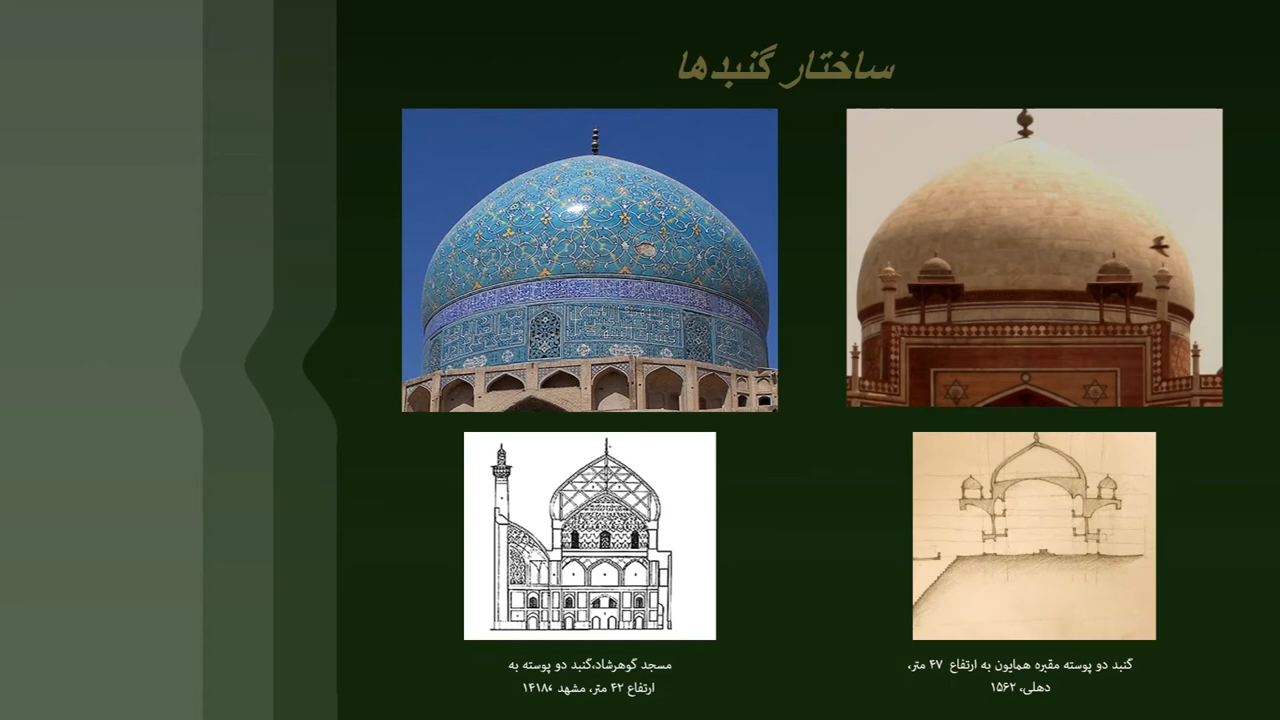 ساختار گنبدها
گنبد دو پوسته مقبره همایون به ارتفاع ۴۷ متر،
دهلی، ۱۵۶۲
مسجد گوهرشاد،گنبد دو پوسته به
ارتفاع ۴۲ متر، مشهد ،۱۴۱۸